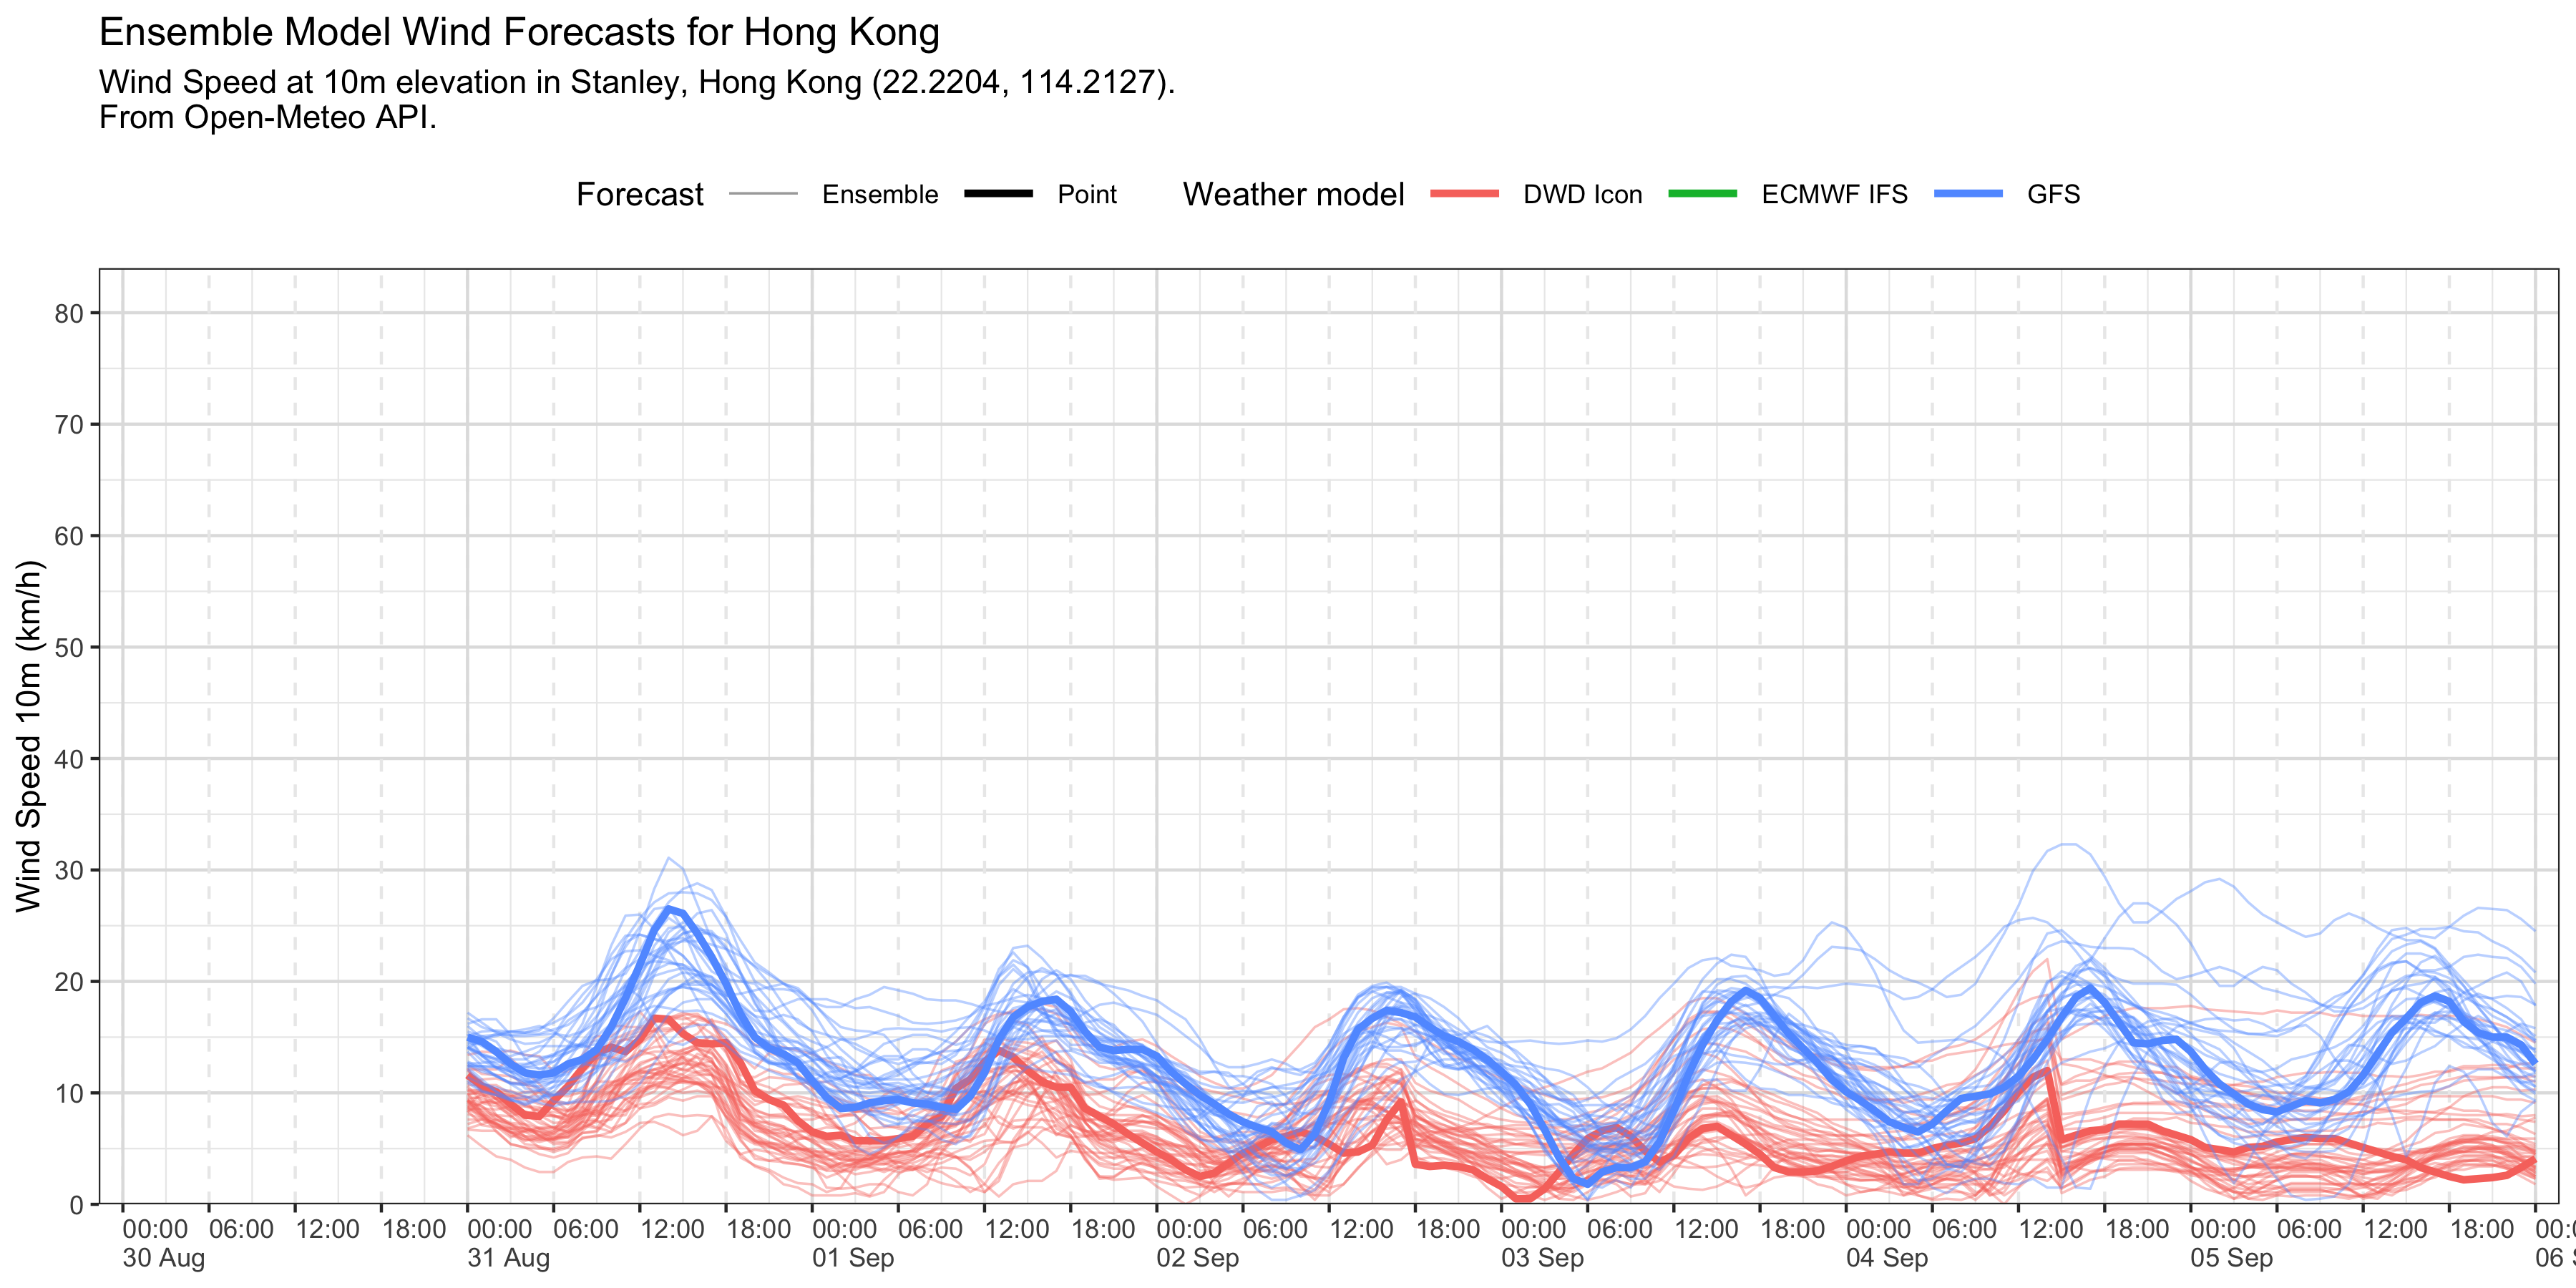 Ensemble Model Wind Forecasts for Hong Kong
Wind Speed at 10m elevation in Stanley, Hong Kong (22.2204, 114.2127).
From Open-Meteo API.
Forecast Ensemble Point Weather model DWD Icon ECMWF IFS GFS
Wind Speed 10m (km/h)
80
70
60
50
40
30
20
10
0
00:00 06:00 12:00 18:00 00:00 06:00 12:00 18:00 00:00 06:00 12:00 18:00 00:00 06:00 12:00 18:00 00:00 06:00 12:00 18:00 00:00 06:00 12:00 18:00 00:00 06:00 12:00 18:00 00:0
30 Aug 31 Aug 01 Sep 02 Sep 03 Sep 04 Sep 05 Sep 06 S